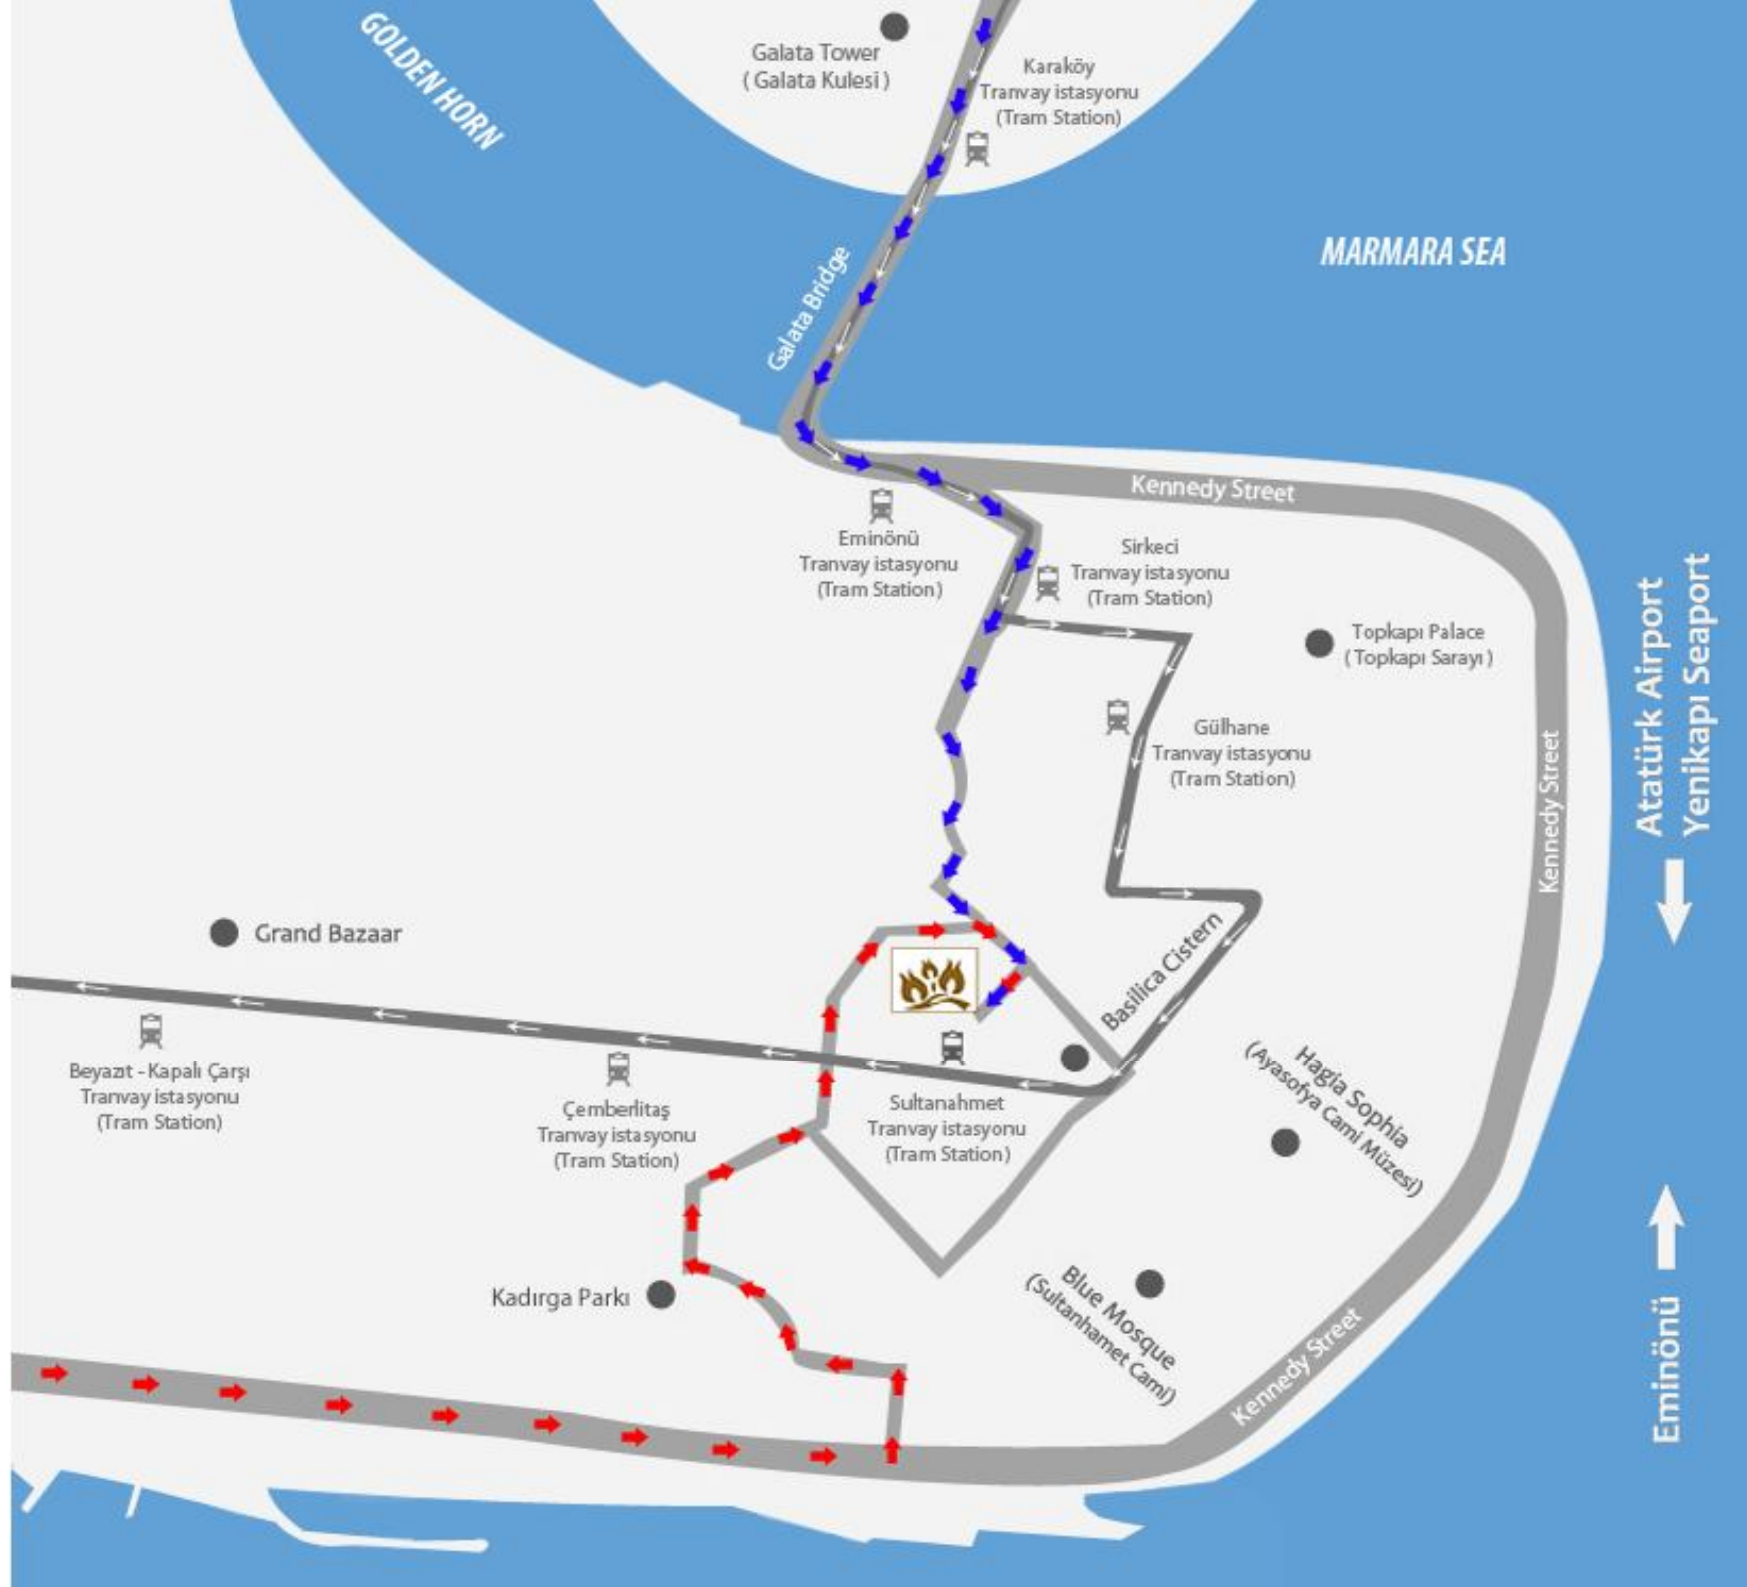 GOLDEN HORN
Galata Tower
( Galata Kulesi )
Karaköy
Tranvay istasyonu
(Tram Station)
MARMARA SEA
Galata Bridge
Kennedy Street
Eminönü
Tranvay istasyonu
(Tram Station)
Sirkeci
Tranvay istasyonu
(Tram Station)
Topkapı Palace
( Topkapı Sarayı )
Atatürk Airport
Yenikapı Seaport
Gülhane
Tranvay istasyonu
(Tram Station)
Kennedy Street
Grand Bazaar
Basilica Cistern
Beyazıt - Kapalı Çarşı
Tranvay istasyonu
(Tram Station)
Çemberlitaş
Tranvay istasyonu
(Tram Station)
Sultanahmet
Tranvay istasyonu
(Tram Station)
Hagia Sophia
(Ayasofya Cami Müzesi)
Kadırga Parkı
Blue Mosque
(Sultanhamet Cami)
Kennedy Street
Eminönü